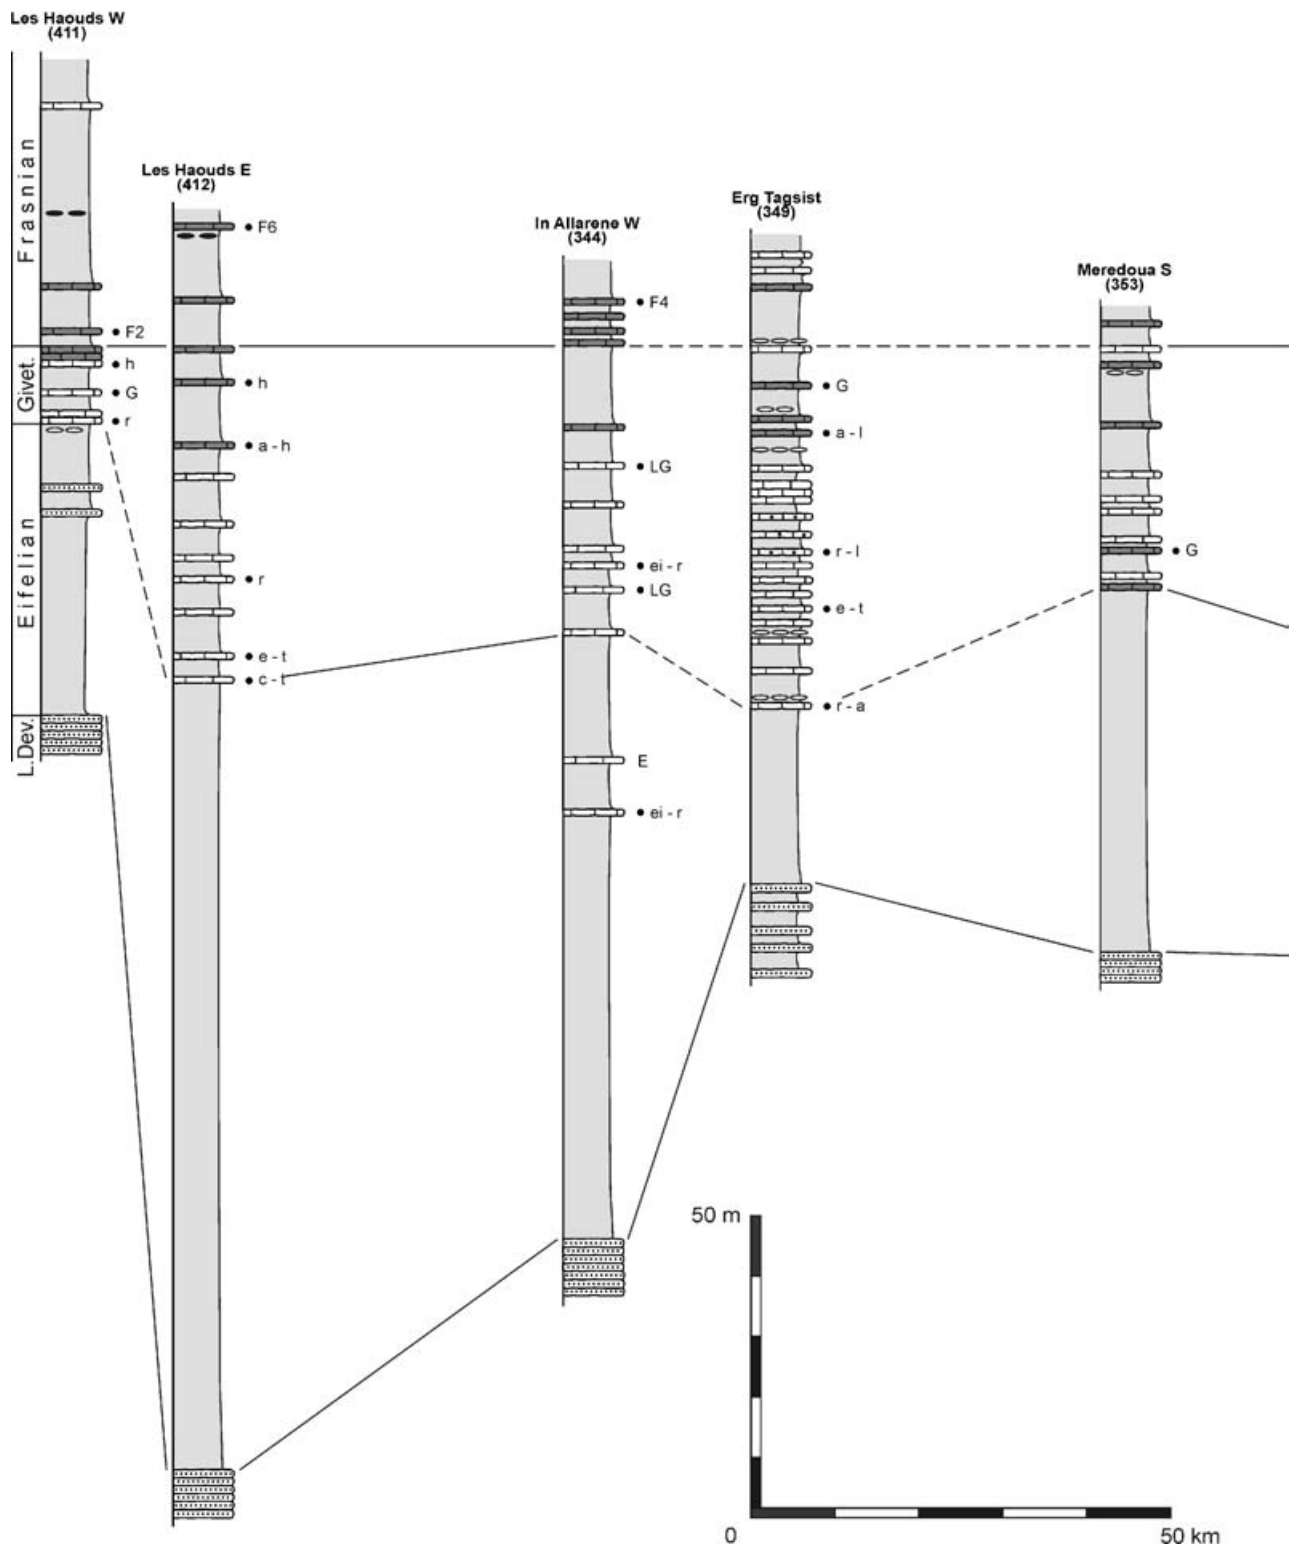 Les Haouds W
(411)
Les Haouds E
(412)
In Allarene W
(344)
Erg Tagsist
(349)
Meredoua S
(353)
Frasnian
Givet.
Eifelian
L.Dev.
F2
h
G
r
F6
h
a - h
r
e - t
c - t
F4
LG
ei - r
LG
E
ei - r
G
a - l
r - l
e - t
r - a
G
50 m
0
50 km